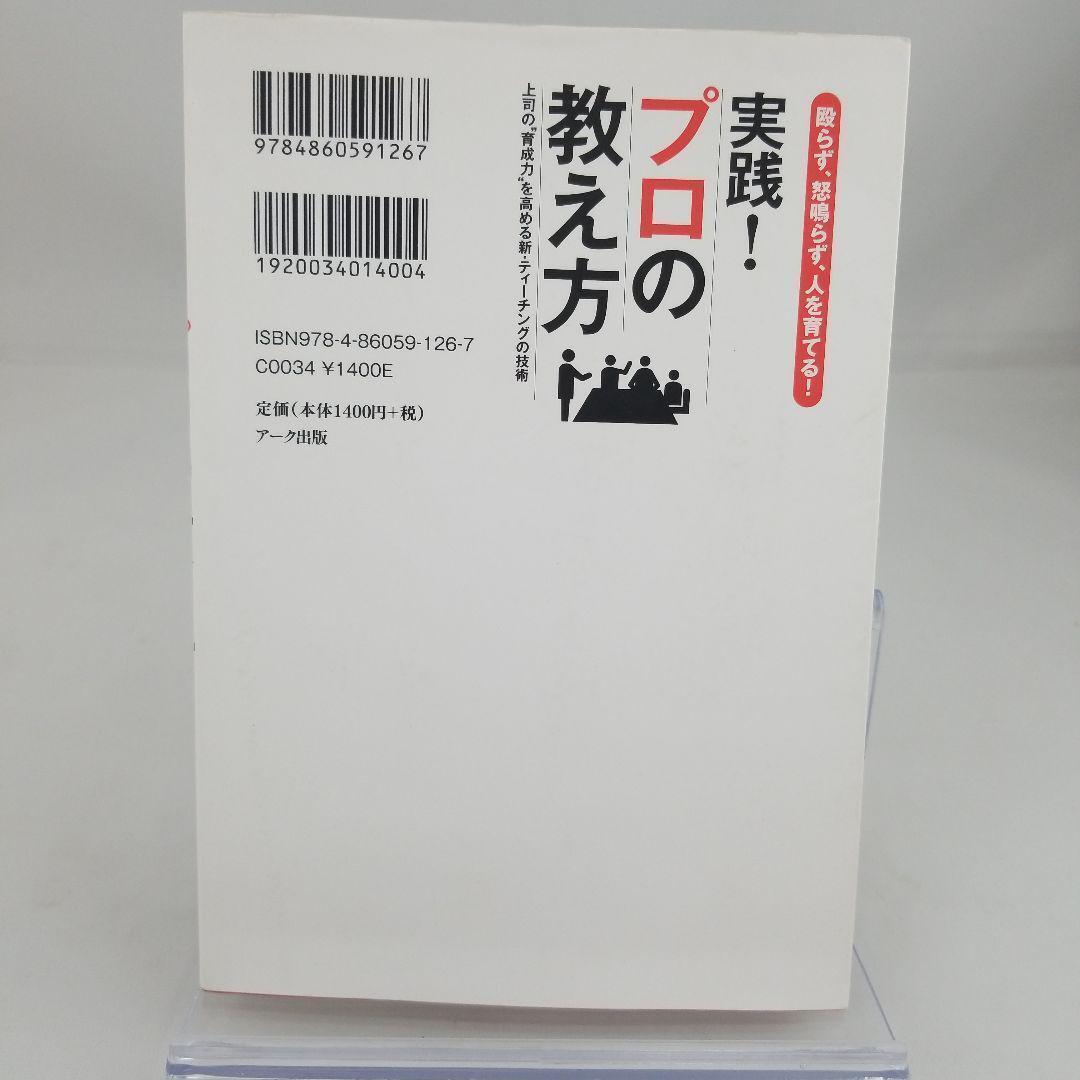 殴らず、怒鳴らず、人を育てる！
実践！
プロの
教え方
上司の“育成力”を高める新・ティーチングの技術
9784860591267
1920034014004
ISBN978-4-86059-126-7
C0034 ¥1400E
定価（本体1400円+税）
アーク出版